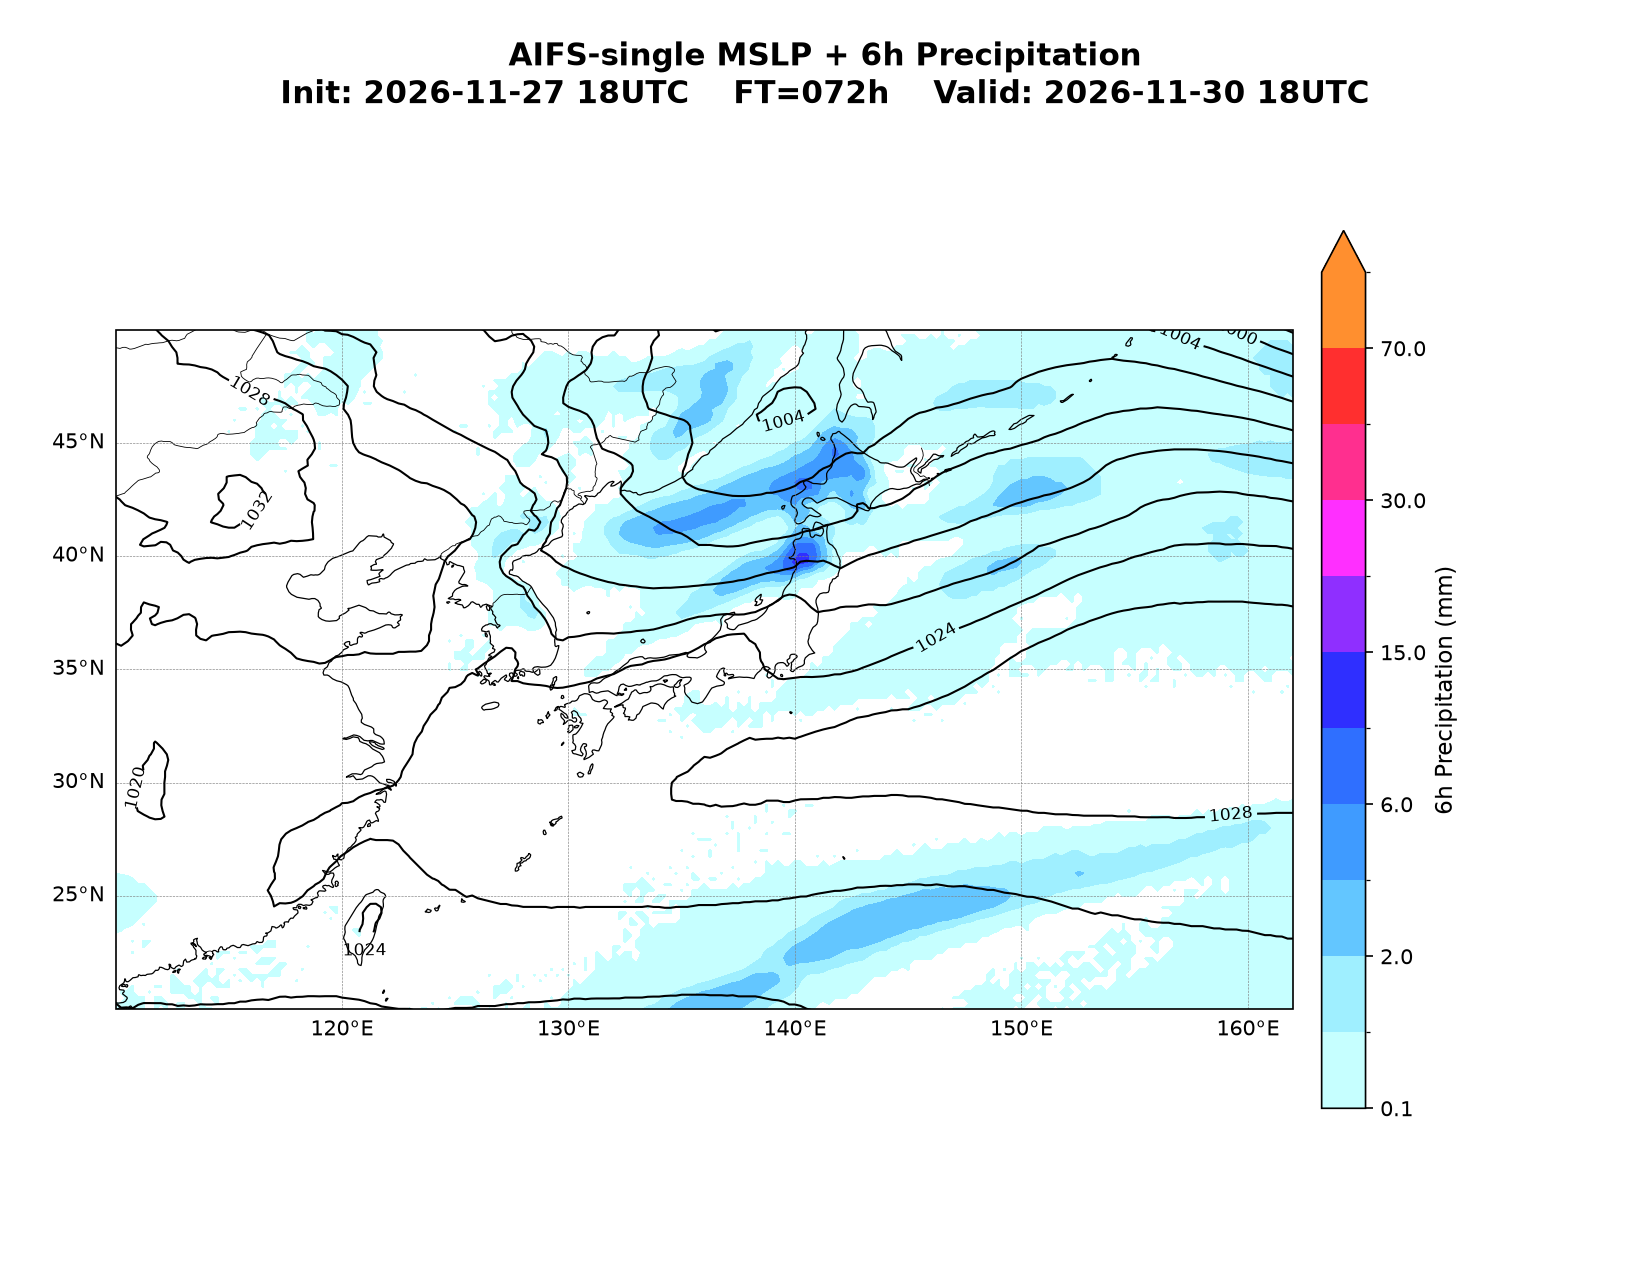 AIFS-single MSLP + 6h Precipitation
Init: 2026-11-27 18UTC    FT=072h    Valid: 2026-11-30 18UTC
1004
000
1028
1004
45°N
1032
40°N
1024
35°N
30°N
1020
1028
25°N
1024
120°E
130°E
140°E
150°E
160°E
70.0
30.0
15.0
6.0
2.0
0.1
6h Precipitation (mm)